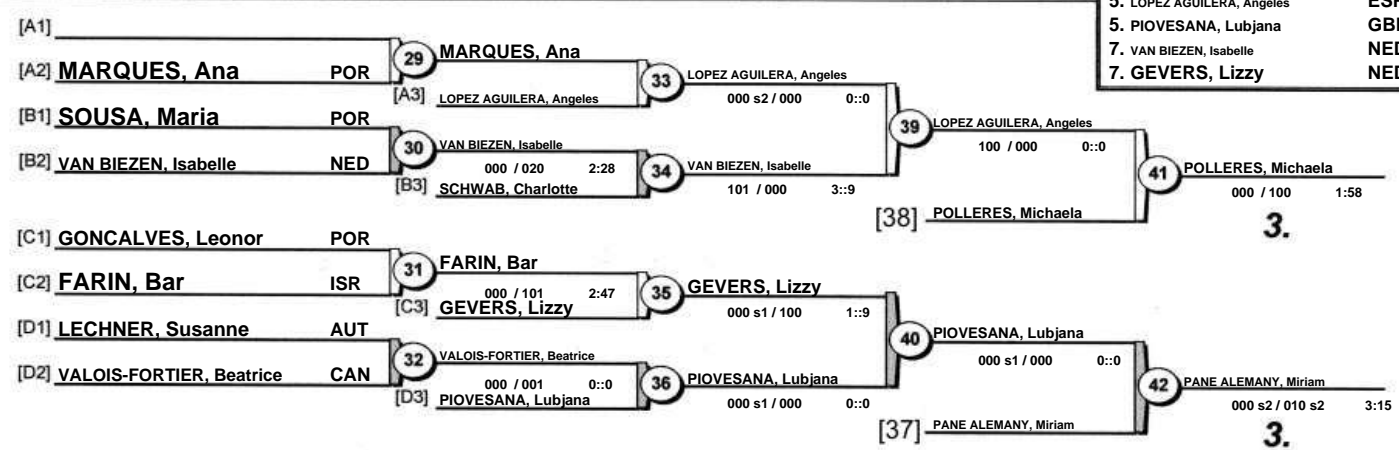 5. LOPEZ AGUILERA, Angeles
5. PIOVESANA, Lubjana
7. VAN BIEZEN, Isabelle NED
7. GEVERS, Lizzy
[A1]
[A2] MARQUES, Ana POR
29
MARQUES, Ana
[A3] LOPEZ AGUILERA, Angeles
33
LOPEZ AGUILERA, Angeles
000 s2 / 000 0::0
[B1] SOUSA, Maria POR
[B2] VAN BIEZEN, Isabelle NED
30
VAN BIEZEN, Isabelle
000 / 020 2:28
[B3] SCHWAB, Charlotte
34
VAN BIEZEN, Isabelle
101 / 000 3::9
39
LOPEZ AGUILERA, Angeles
100 / 000 0::0
[38] POLLERES, Michaela
41
POLLERES, Michaela
000 / 100 1:58
3.
[C1] GONCALVES, Leonor POR
[C2] FARIN, Bar ISR
31
FARIN, Bar
000 / 101 2:47
[C3] GEVERS, Lizzy
35
GEVERS, Lizzy
000 s1 / 100 1::9
[D1] LECHNER, Susanne AUT
[D2] VALOIS-FORTIER, Beatrice CAN
32
VALOIS-FORTIER, Beatrice
000 / 001 0::0
[D3] PIOVESANA, Lubjana
36
PIOVESANA, Lubjana
000 s1 / 000 0::0
40
PIOVESANA, Lubjana
000 s1 / 000 0::0
[37] PANE ALEMANY, Miriam
42
PANE ALEMANY, Miriam
000 s2 / 010 s2 3:15
3.